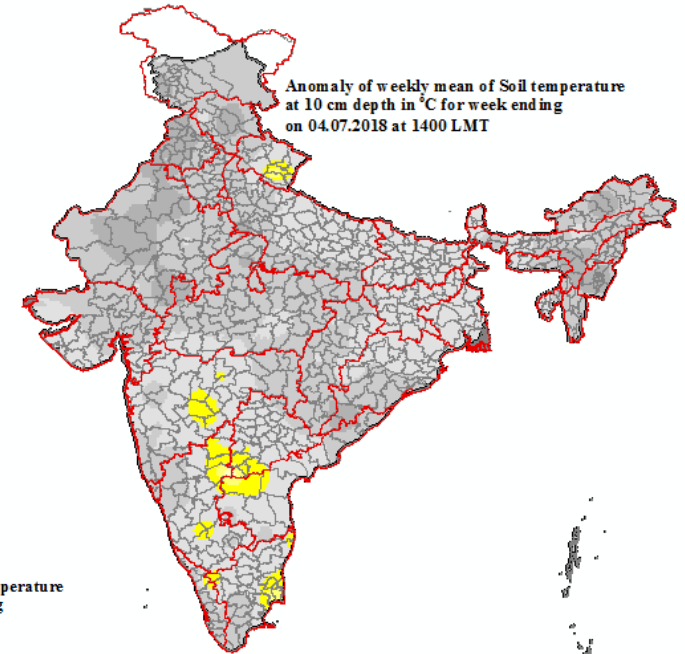 Anomaly of weekly mean of Soil temperature
at 10 cm depth in °C for week ending
on 04.07.2018 at 1400 LMT
perature
g